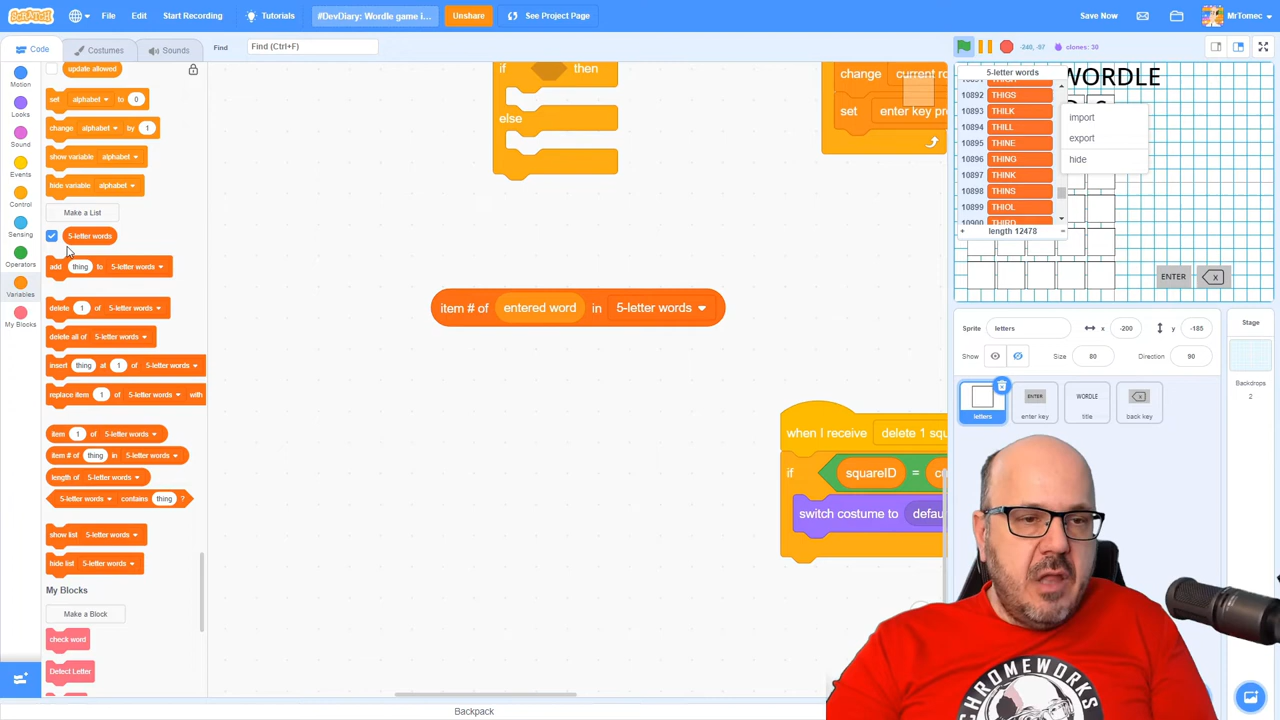 SCRATCH
File
Edit
Start Recording
Tutorials
#DevDiary: Wordle game i...
Unshare
See Project Page
Save Now
MrTomec
Code
Costumes
Sounds
Find
Find (Ctrl+F)
-240, -97
clones: 30
Motion
Looks
Sound
Events
Control
Sensing
Operators
Variables
My Blocks
update allowed
set alphabet to 0
change alphabet by 1
show variable alphabet
hide variable alphabet
Make a List
5-letter words
add thing to 5-letter words
delete 1 of 5-letter words
delete all of 5-letter words
insert thing at 1 of 5-letter words
replace item 1 of 5-letter words with
item 1 of 5-letter words
item # of thing in 5-letter words
length of 5-letter words
5-letter words contains thing ?
show list 5-letter words
hide list 5-letter words
My Blocks
Make a Block
check word
Detect Letter
if then
else
item # of entered word in 5-letter words
change current ro
set enter key pr
when I receive delete 1 squ
if squareID =
switch costume to defau
Backpack
5-letter words
10892 THIGS
10893 THILK
10894 THILL
10895 THINE
10896 THING
10897 THINK
10898 THINS
10899 THIOL
10900 THIRD
+ length 12478 =
import
export
hide
WORDLE
ENTER
X
Sprite
letters
x
-200
y
-185
Show
Size
80
Direction
90
letters
ENTER
enter key
WORDLE
title
back key
Stage
Backdrops
2
CHROMEWORKS